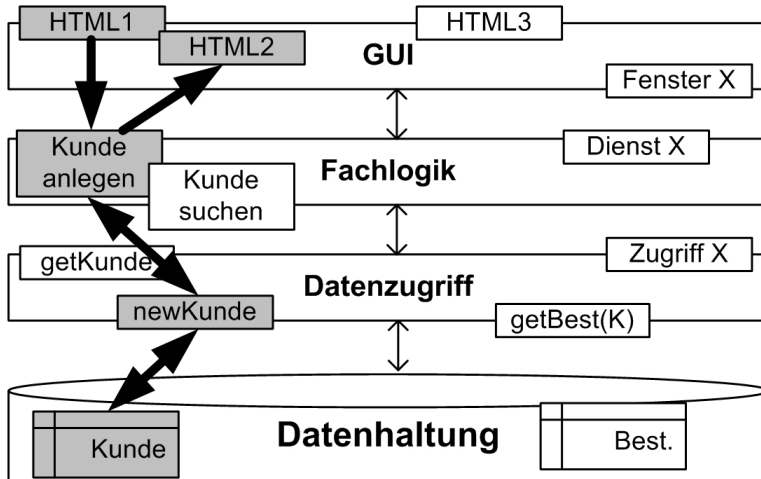 HTML1
HTML2
HTML3
GUI
Fenster X
Kunde
anlegen
Dienst X
Fachlogik
Kunde
suchen
getKunde
Zugriff X
Datenzugriff
newKunde
getBest(K)
Kunde
Datenhaltung
Best.